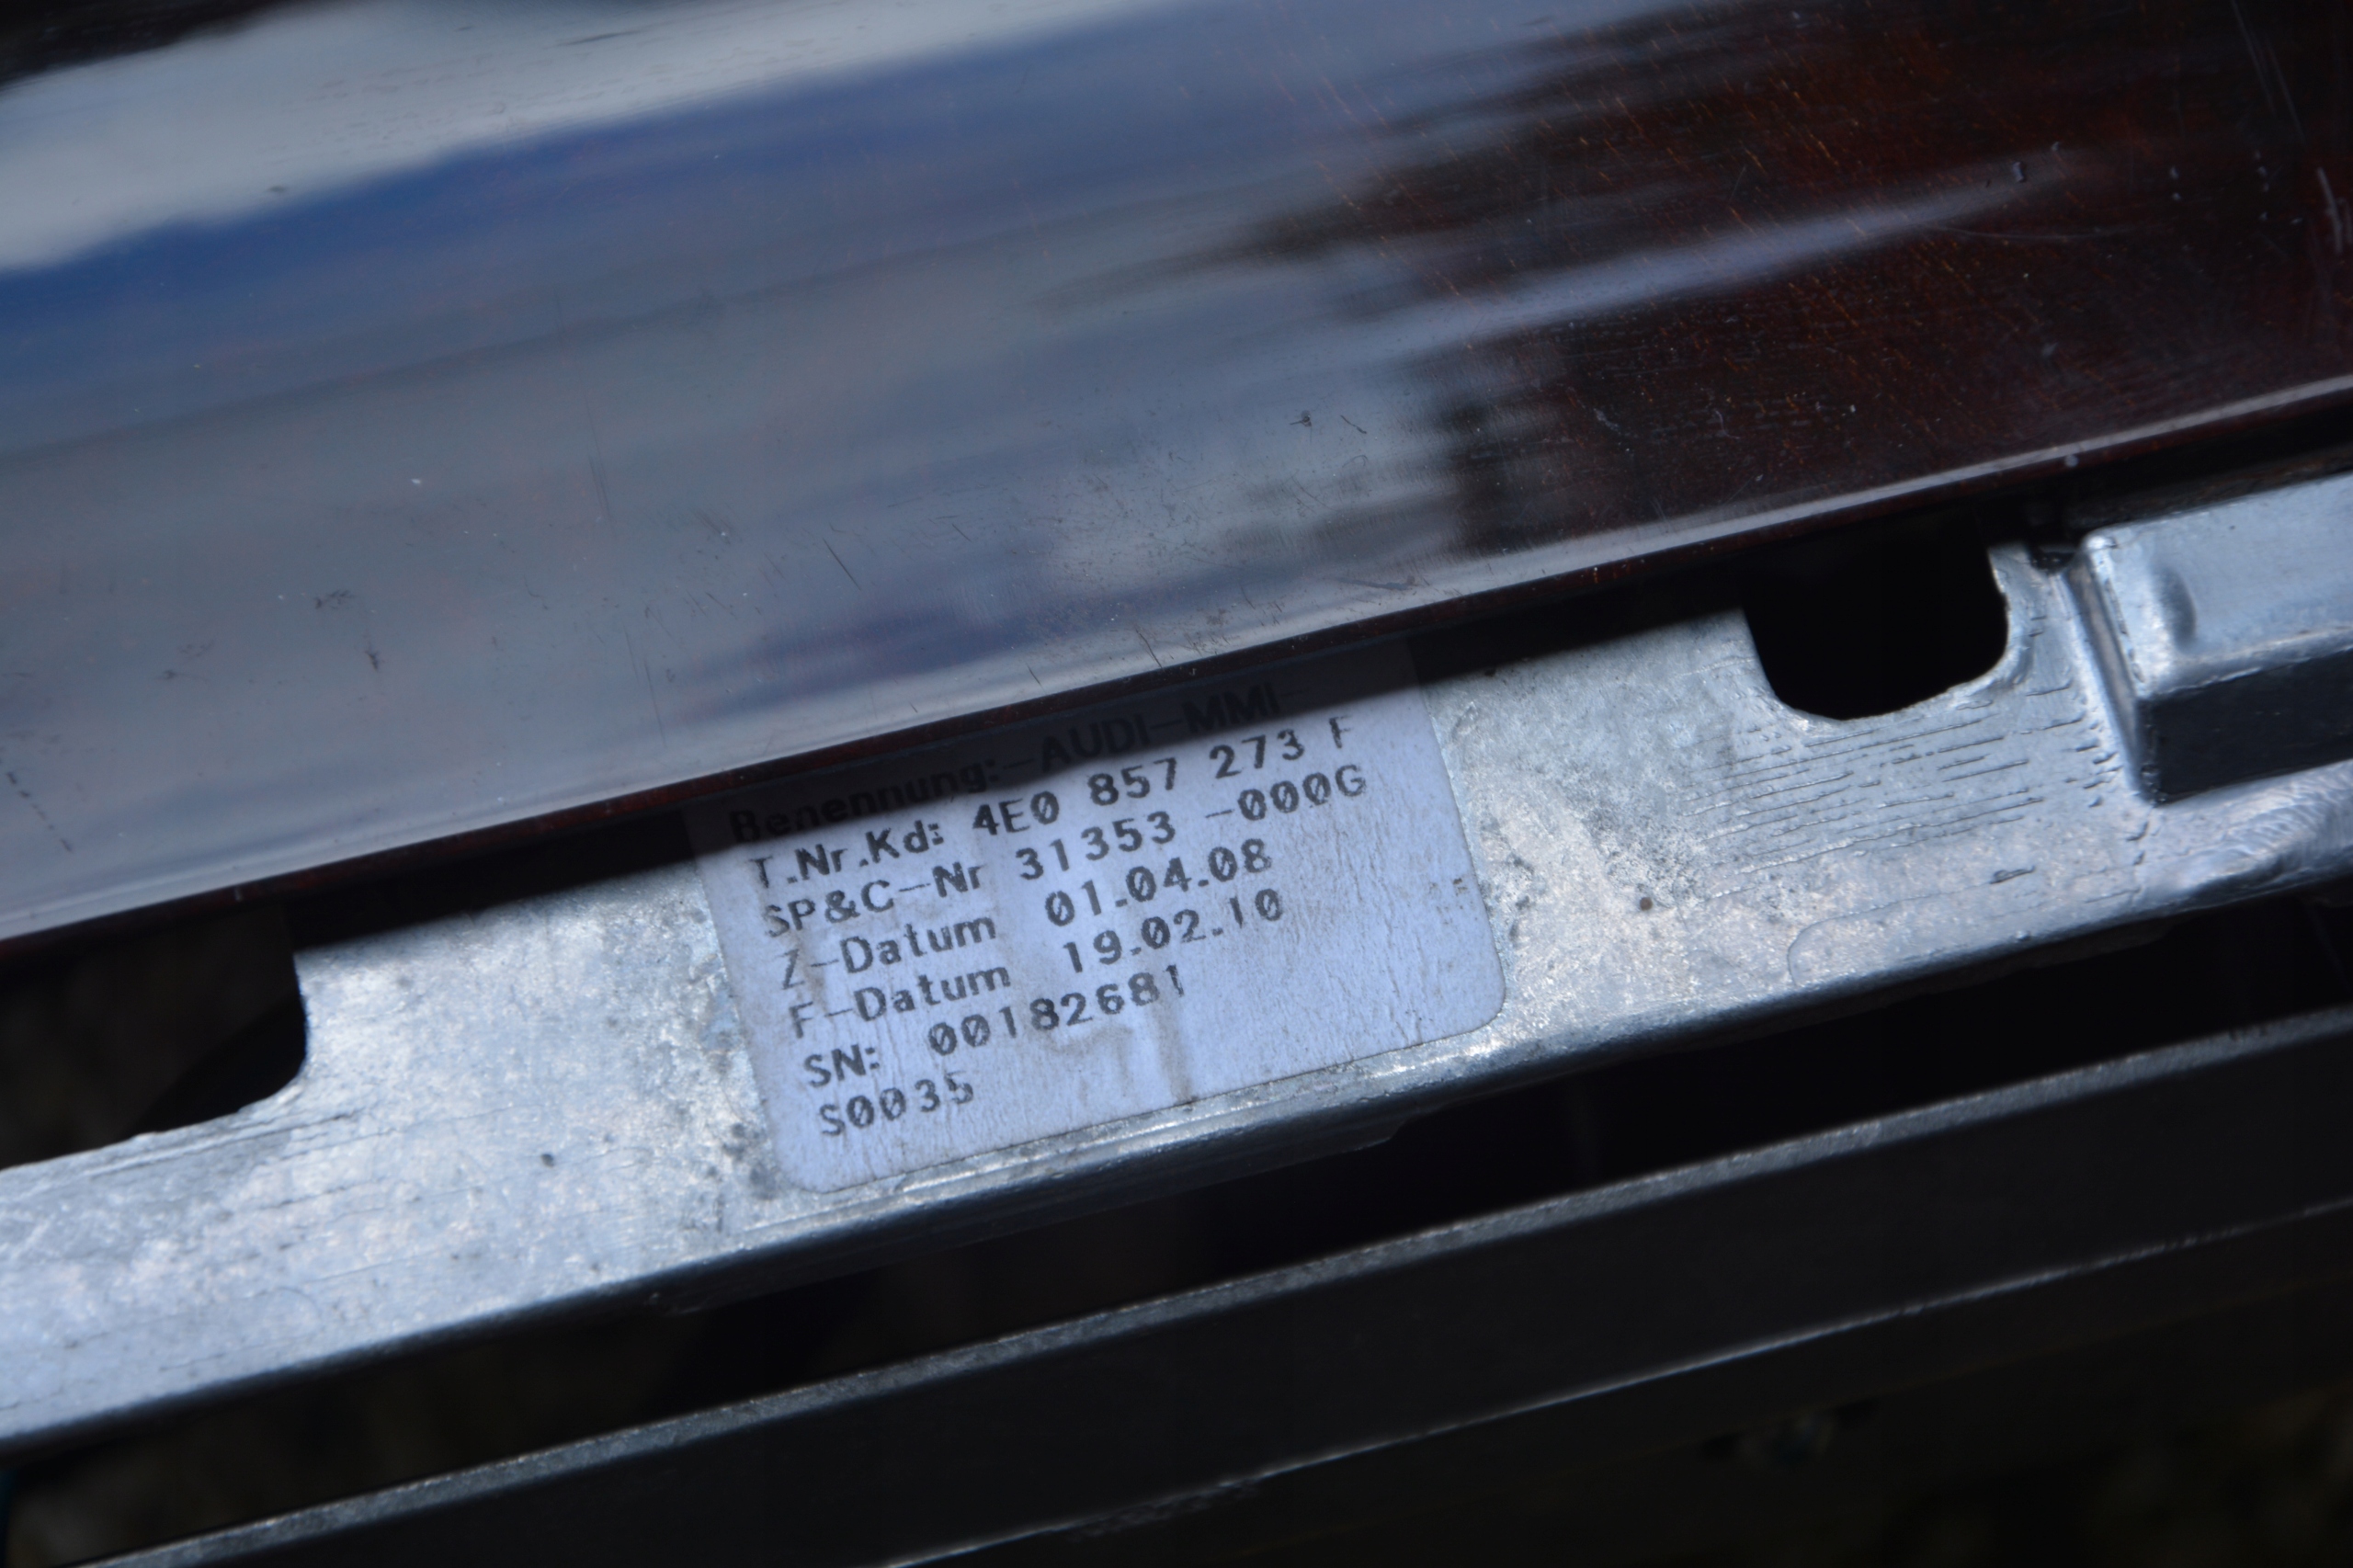 Benennung:-AUDI-MMI-
T.Nr.Kd: 4E0 857 273 F
SP&C-Nr 31353 -000G
Z-Datum 01.04.08
F-Datum 19.02.10
SN: 00182681
S0035